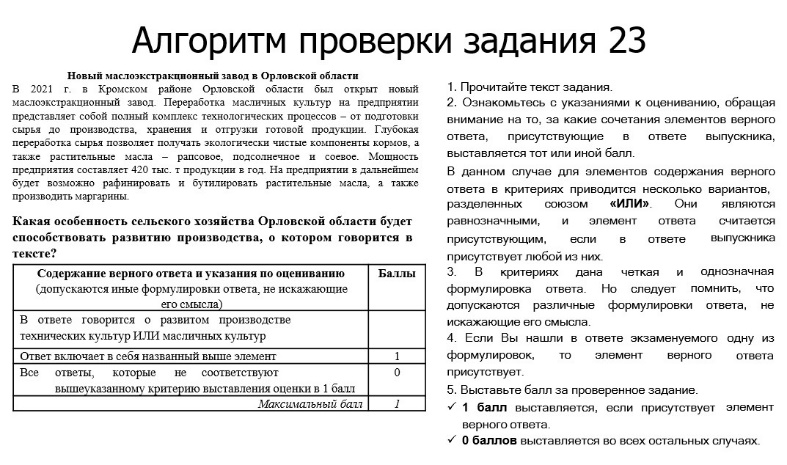 Алгоритм проверки задания 23
Новый маслоэкстракционный завод в Орловской области
В 2021 г. в Кромском районе Орловской области был открыт новый
маслоэкстракционный завод. Переработка масличных культур на предприятии
представляет собой полный комплекс технологических процессов – от подготовки
сырья до производства, хранения и отгрузки готовой продукции. Глубокая
переработка сырья позволяет получать экологически чистые компоненты кормов, а
также растительные масла – рапсовое, подсолнечное и соевое. Мощность
предприятия составляет 420 тыс. т продукции в год. На предприятии в дальнейшем
будет возможно рафинировать и бутилировать растительные масла, а также
производить маргарины.
Какая особенность сельского хозяйства Орловской области будет
способствовать развитию производства, о котором говорится в
тексте?
Содержание верного ответа и указания по оцениванию
(допускаются иные формулировки ответа, не искажающие
его смысла)
Баллы
В ответе говорится о развитом производстве
технических культур ИЛИ масличных культур
Ответ включает в себя названный выше элемент 1
Все ответы, которые не соответствуют 0
вышеуказанному критерию выставления оценки в 1 балл
Максимальный балл 1
1. Прочитайте текст задания.
2. Ознакомьтесь с указаниями к оцениванию, обращая
внимание на то, за какие сочетания элементов верного
ответа, присутствующие в ответе выпускника,
выставляется тот или иной балл.
В данном случае для элементов содержания верного
ответа в критериях приводится несколько вариантов,
разделенных союзом «ИЛИ». Они являются
равнозначными, и элемент ответа считается
присутствующим, если в ответе выпускника
присутствует любой из них.
3. В критериях дана четкая и однозначная
формулировка ответа. Но следует помнить, что
допускаются различные формулировки ответа, не
искажающие его смысла.
4. Если Вы нашли в ответе экзаменуемого одну из
формулировок, то элемент верного ответа
присутствует.
5. Выставьте балл за проверенное задание.
✓ 1 балл выставляется, если присутствует элемент
верного ответа.
✓ 0 баллов выставляется во всех остальных случаях.